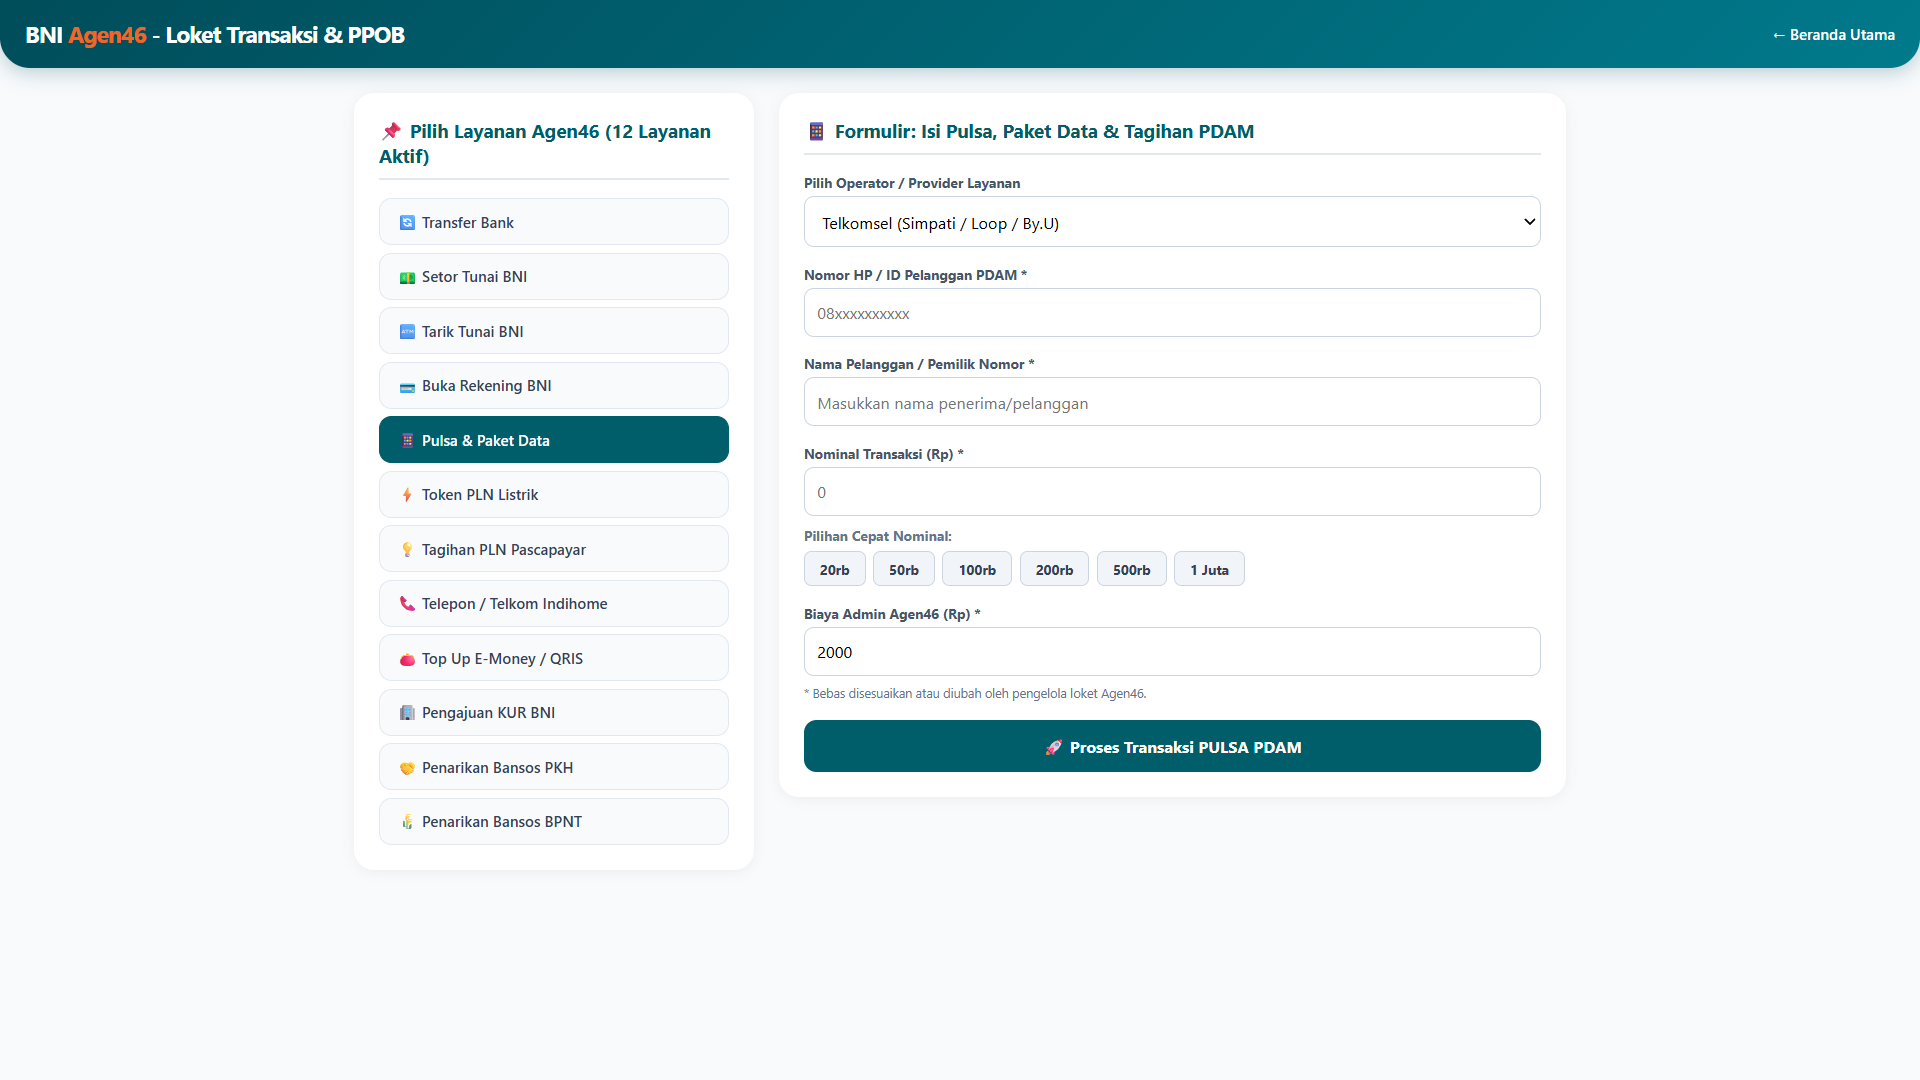 BNI Agen46 - Loket Transaksi & PPOB
← Beranda Utama
Pilih Layanan Agen46 (12 Layanan
Aktif)
Transfer Bank
Setor Tunai BNI
Tarik Tunai BNI
Buka Rekening BNI
Pulsa & Paket Data
Token PLN Listrik
Tagihan PLN Pascapayar
Telepon / Telkom Indihome
Top Up E-Money / QRIS
Pengajuan KUR BNI
Penarikan Bansos PKH
Penarikan Bansos BPNT
Formulir: Isi Pulsa, Paket Data & Tagihan PDAM
Pilih Operator / Provider Layanan
Telkomsel (Simpati / Loop / By.U)
Nomor HP / ID Pelanggan PDAM *
08xxxxxxxxxx
Nama Pelanggan / Pemilik Nomor *
Masukkan nama penerima/pelanggan
Nominal Transaksi (Rp) *
0
Pilihan Cepat Nominal:
20rb 50rb 100rb 200rb 500rb 1 Juta
Biaya Admin Agen46 (Rp) *
2000
* Bebas disesuaikan atau diubah oleh pengelola loket Agen46.
Proses Transaksi PULSA PDAM